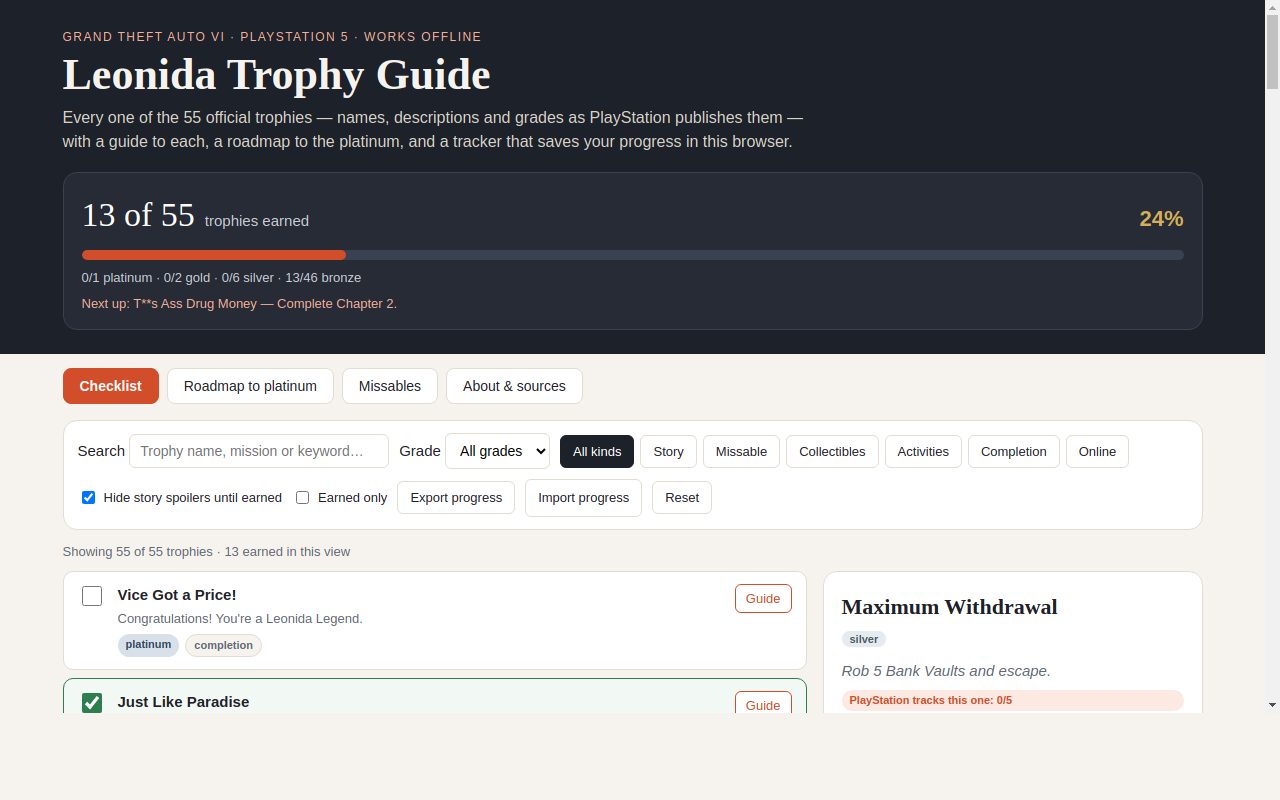 GRAND THEFT AUTO VI · PLAYSTATION 5 · WORKS OFFLINE
Leonida Trophy Guide
Every one of the 55 official trophies — names, descriptions and grades as PlayStation publishes them —
with a guide to each, a roadmap to the platinum, and a tracker that saves your progress in this browser.
13 of 55 trophies earned
24%
0/1 platinum · 0/2 gold · 0/6 silver · 13/46 bronze
Next up: T**s Ass Drug Money — Complete Chapter 2.
Checklist Roadmap to platinum Missables About & sources
Search Trophy name, mission or keyword… Grade All grades All kinds Story Missable Collectibles Activities Completion Online
Hide story spoilers until earned Earned only Export progress Import progress Reset
Showing 55 of 55 trophies · 13 earned in this view
Vice Got a Price!
Guide
Congratulations! You're a Leonida Legend.
platinum completion
Just Like Paradise
Guide
Maximum Withdrawal
silver
Rob 5 Bank Vaults and escape.
PlayStation tracks this one: 0/5